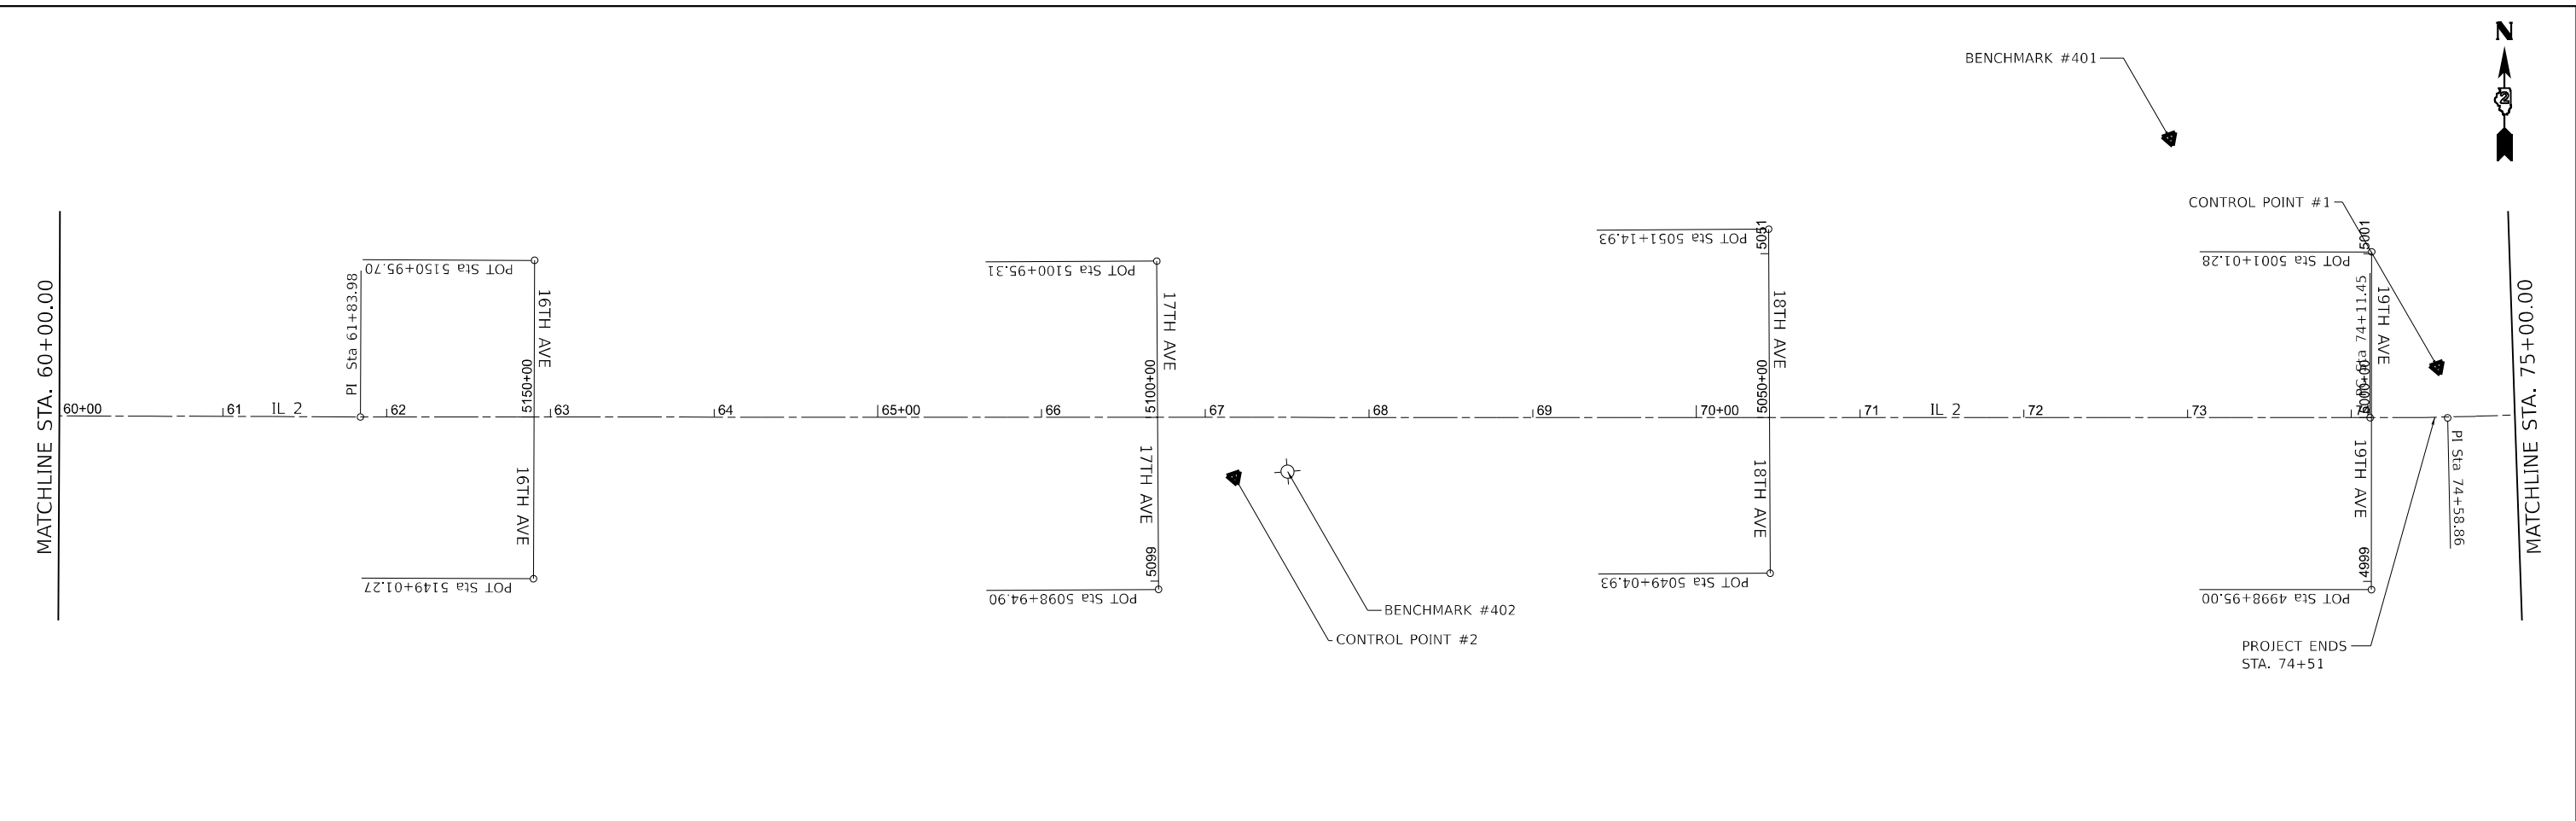 N
2
BENCHMARK #401
CONTROL POINT #1
MATCHLINE STA. 60+00.00
POT Sta 5150+95.70
PI Sta 61+83.98
16TH AVE
5150+00
POT Sta 5100+95.31
17TH AVE
5100+00
5051
POT Sta 5051+14.93
18TH AVE
5050+00
5001
POT Sta 5001+01.28
PC Sta 74+11.45
19TH AVE
5000+00
MATCHLINE STA. 75+00.00
60+00
61
IL 2
62
63
64
65+00
66
67
68
69
70+00
71
IL 2
72
73
74
16TH AVE
17TH AVE
18TH AVE
19TH AVE
PI Sta 74+58.86
POT Sta 5149+01.27
5099
POT Sta 5098+94.90
POT Sta 5049+04.93
4999
POT Sta 4998+95.00
BENCHMARK #402
CONTROL POINT #2
PROJECT ENDS
STA. 74+51